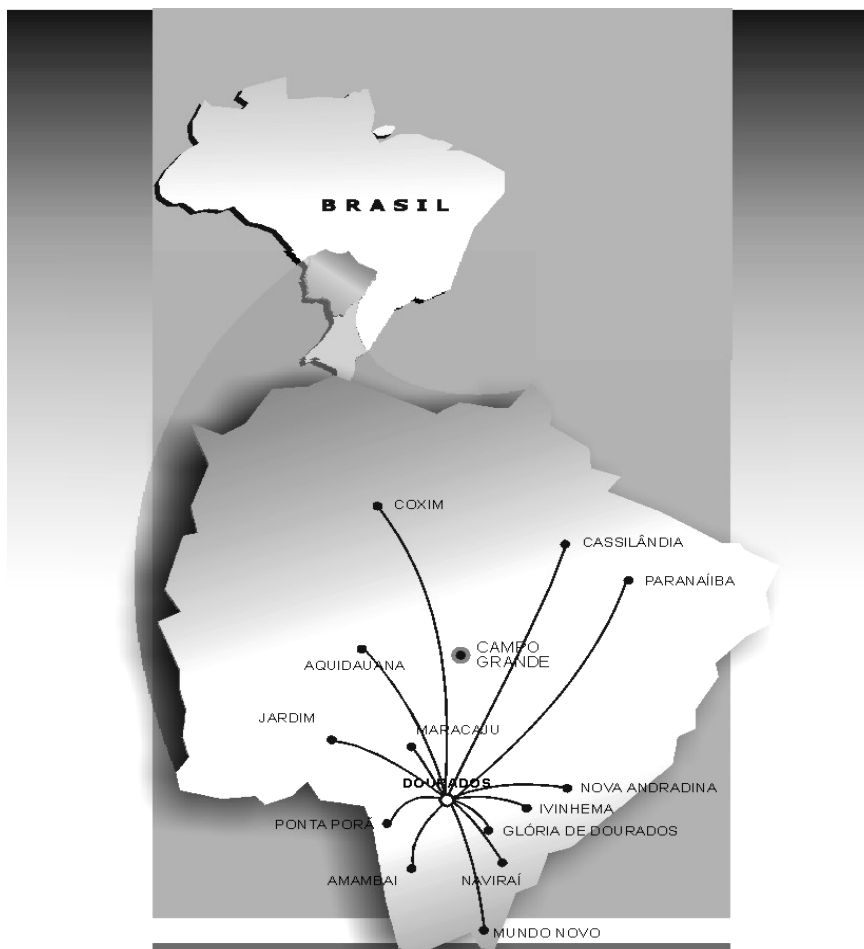 BRASIL
COXIM
CASSILÂNDIA
PARANAÍIBA
CAMPO
GRANDE
AQUIDAUANA
JARDIM
MARACAJU
DOURADOS
NOVA ANDRADINA
IVINHEMA
PONTA PORÃ
GLÓRIA DE DOURADOS
AMAMBAI
NAVIRAÍ
MUNDO NOVO